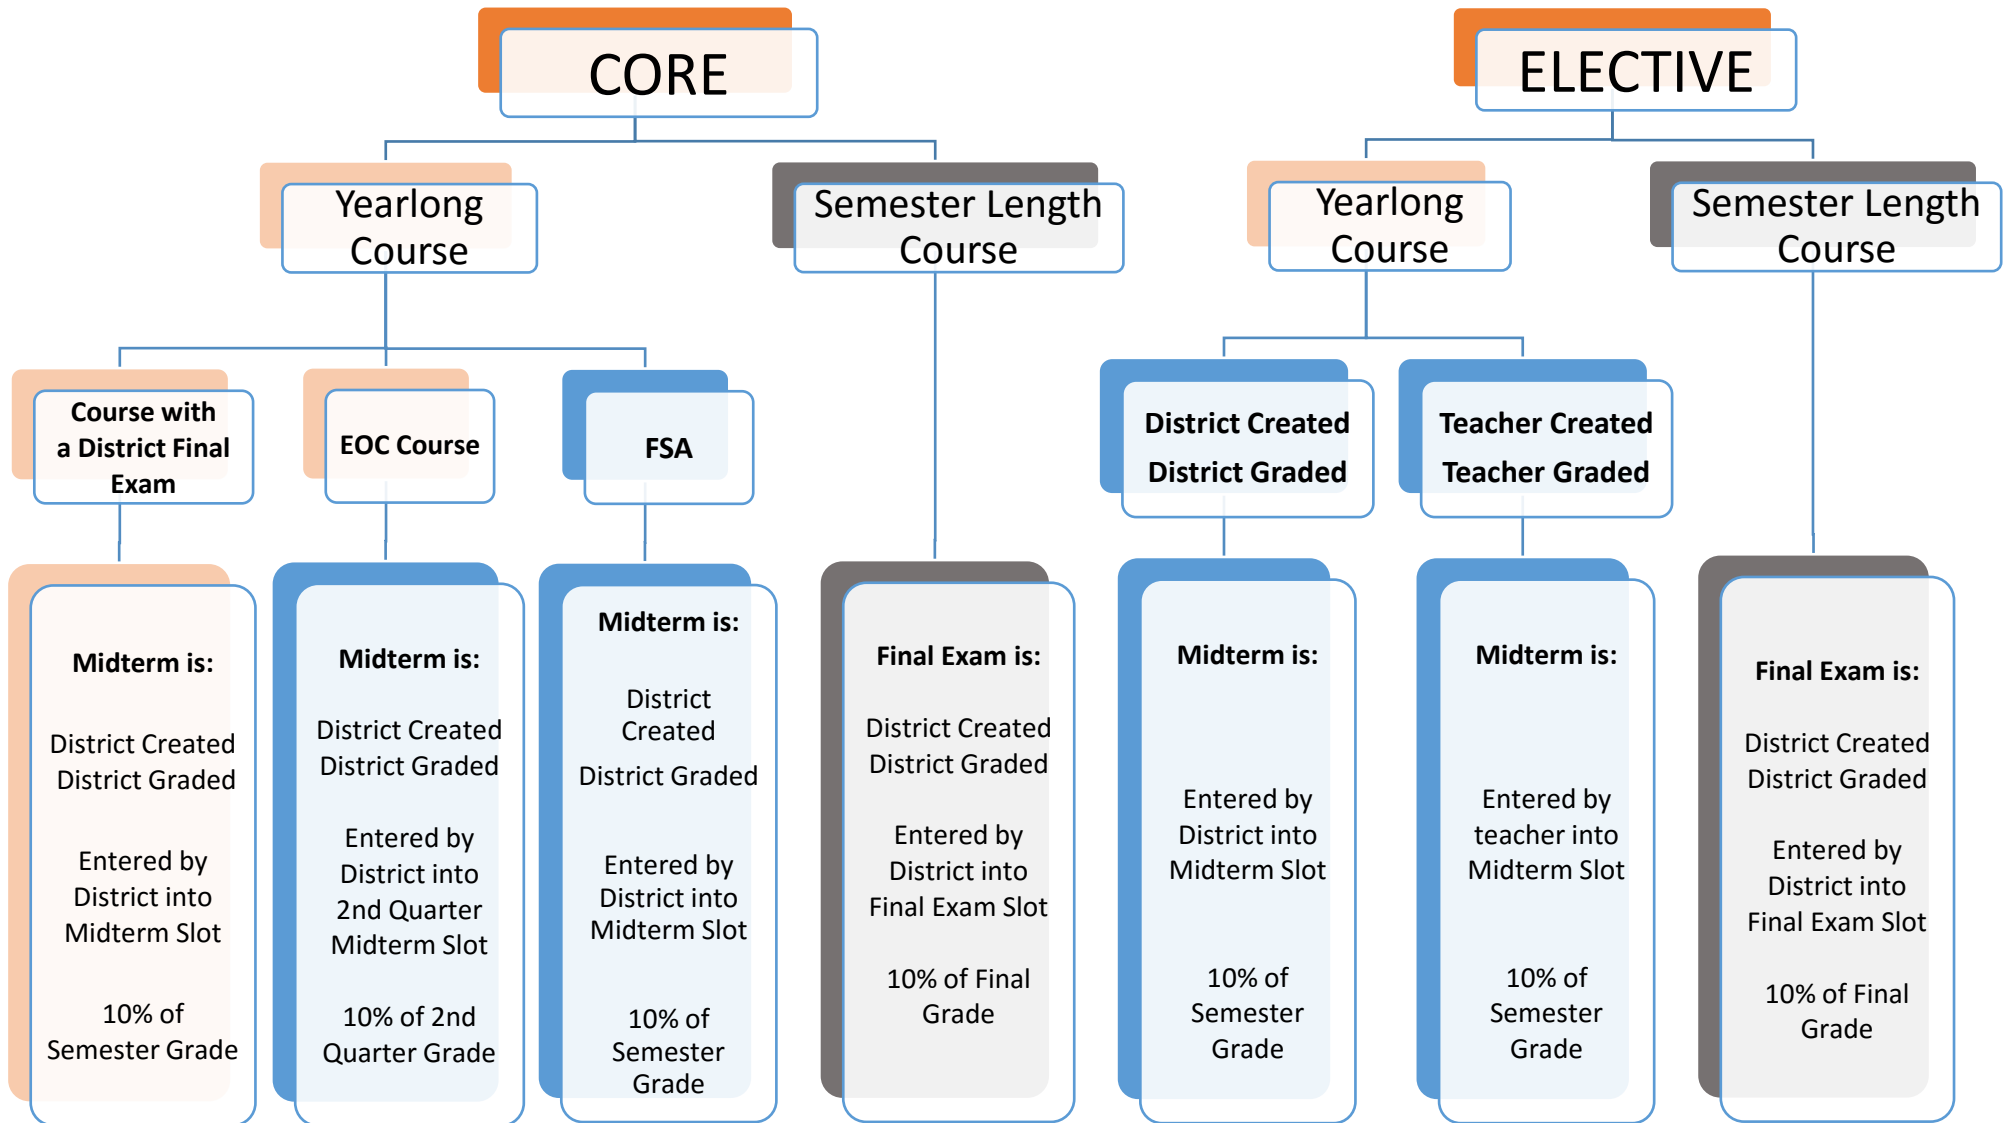 CORE
ELECTIVE
Yearlong
Course
Semester Length
Course
Yearlong
Course
Semester Length
Course
Course with
a District Final
Exam
EOC Course
FSA
District Created
District Graded
Teacher Created
Teacher Graded
Midterm is:
District Created
District Graded
Entered by
District into
Midterm Slot
10% of
Semester Grade
Midterm is:
District Created
District Graded
Entered by
District into
2nd Quarter
Midterm Slot
10% of 2nd
Quarter Grade
Midterm is:
District
Created
District Graded
Entered by
District into
Midterm Slot
10% of
Semester
Grade
Final Exam is:
District Created
District Graded
Entered by
District into
Final Exam Slot
10% of Final
Grade
Midterm is:
Entered by
District into
Midterm Slot
10% of
Semester
Grade
Midterm is:
Entered by
teacher into
Midterm Slot
10% of
Semester
Grade
Final Exam is:
District Created
District Graded
Entered by
District into
Final Exam Slot
10% of Final
Grade